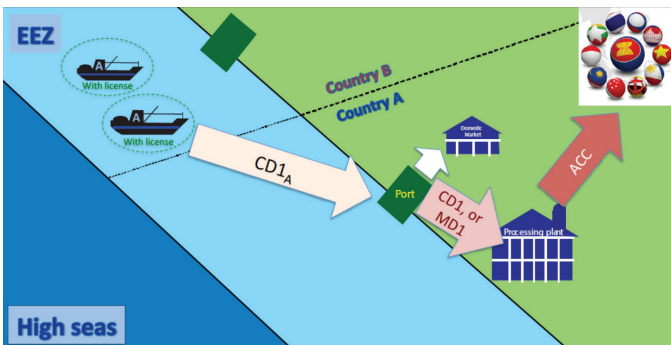 EEZ
A
With license
A
With license
Country B
Country A
CD1A
Port
Domestic
Market
CD1, or
MD1
Processing plant
ACC
High seas